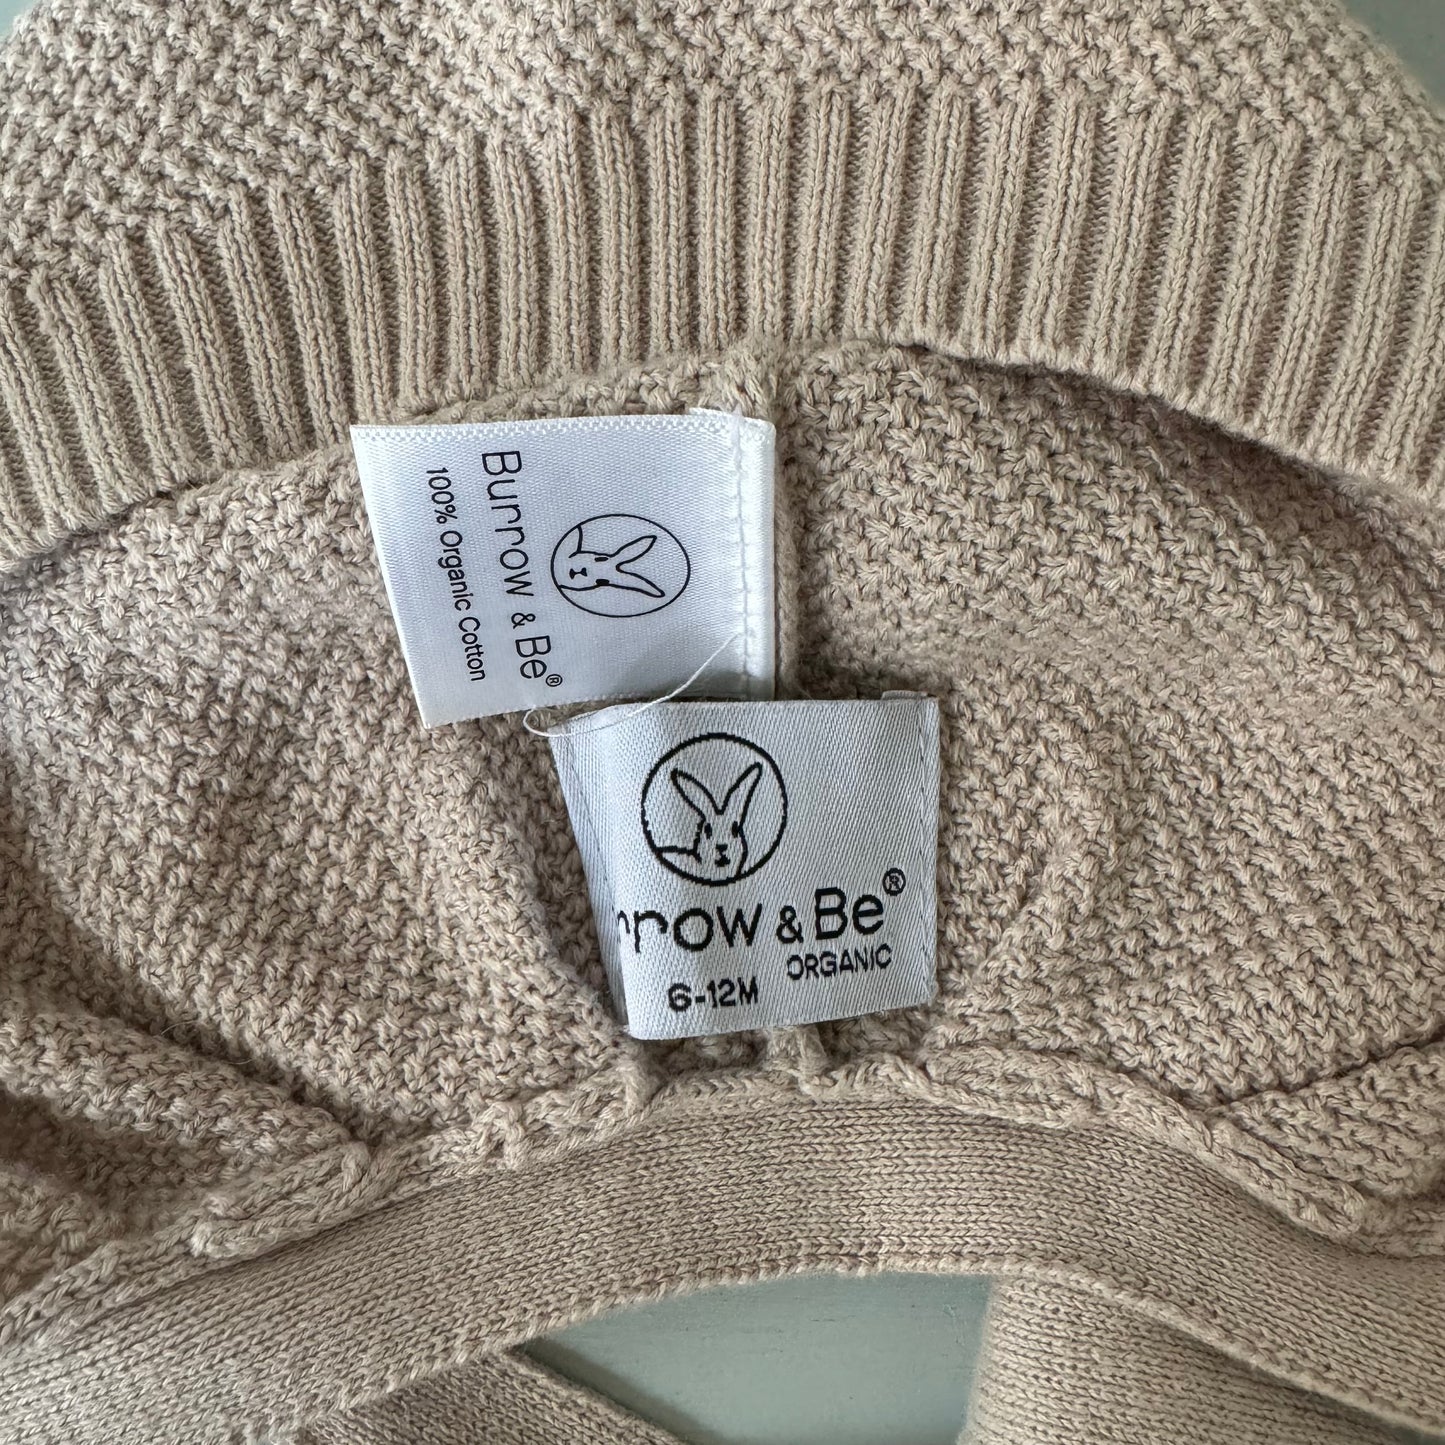 Burrow & Be®
100% Organic Cotton
rrow & Be®
ORGANIC
6-12M